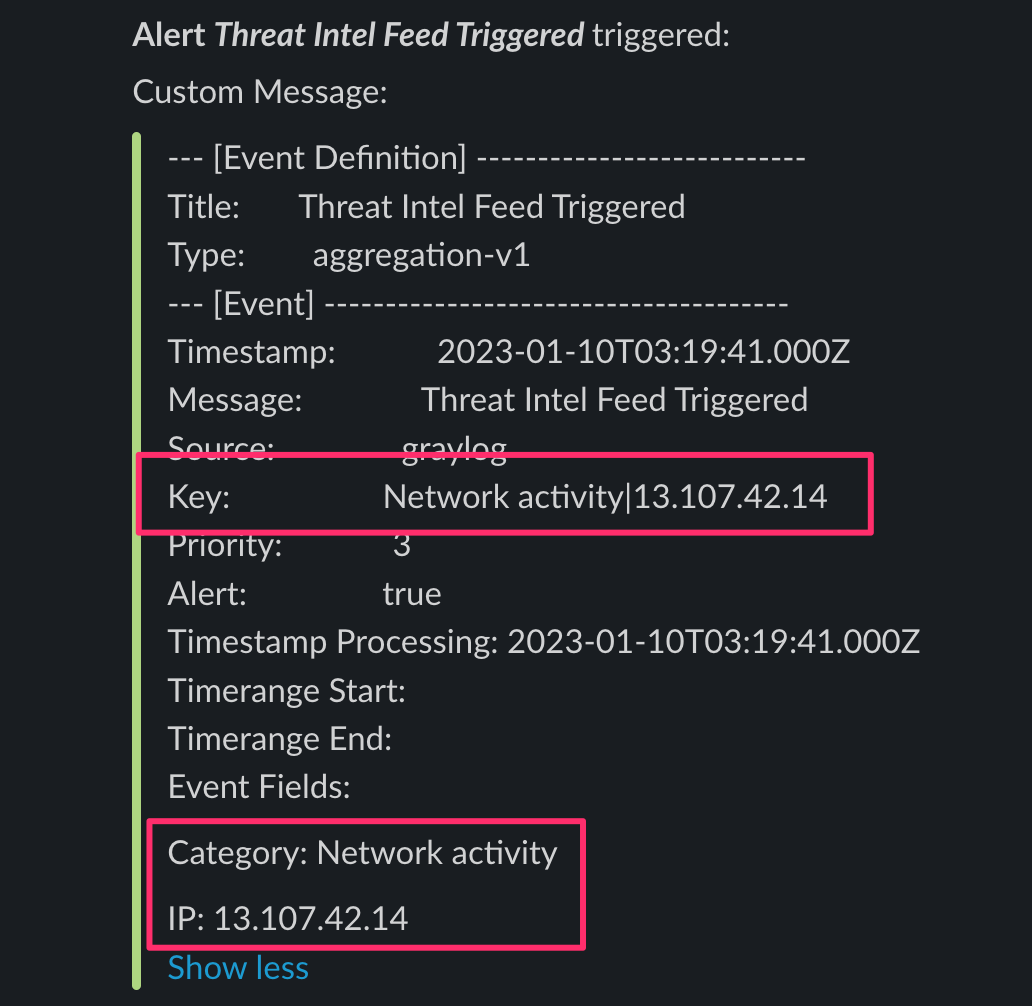 Alert Threat Intel Feed Triggered triggered:
Custom Message:
--- [Event Definition] ---------------------------
Title: Threat Intel Feed Triggered
Type: aggregation-v1
--- [Event] --------------------------------------
Timestamp: 2023-01-10T03:19:41.000Z
Message: Threat Intel Feed Triggered
Source: graylog
Key: Network activity|13.107.42.14
Priority: 3
Alert: true
Timestamp Processing: 2023-01-10T03:19:41.000Z
Timerange Start:
Timerange End:
Event Fields:
Category: Network activity
IP: 13.107.42.14
Show less